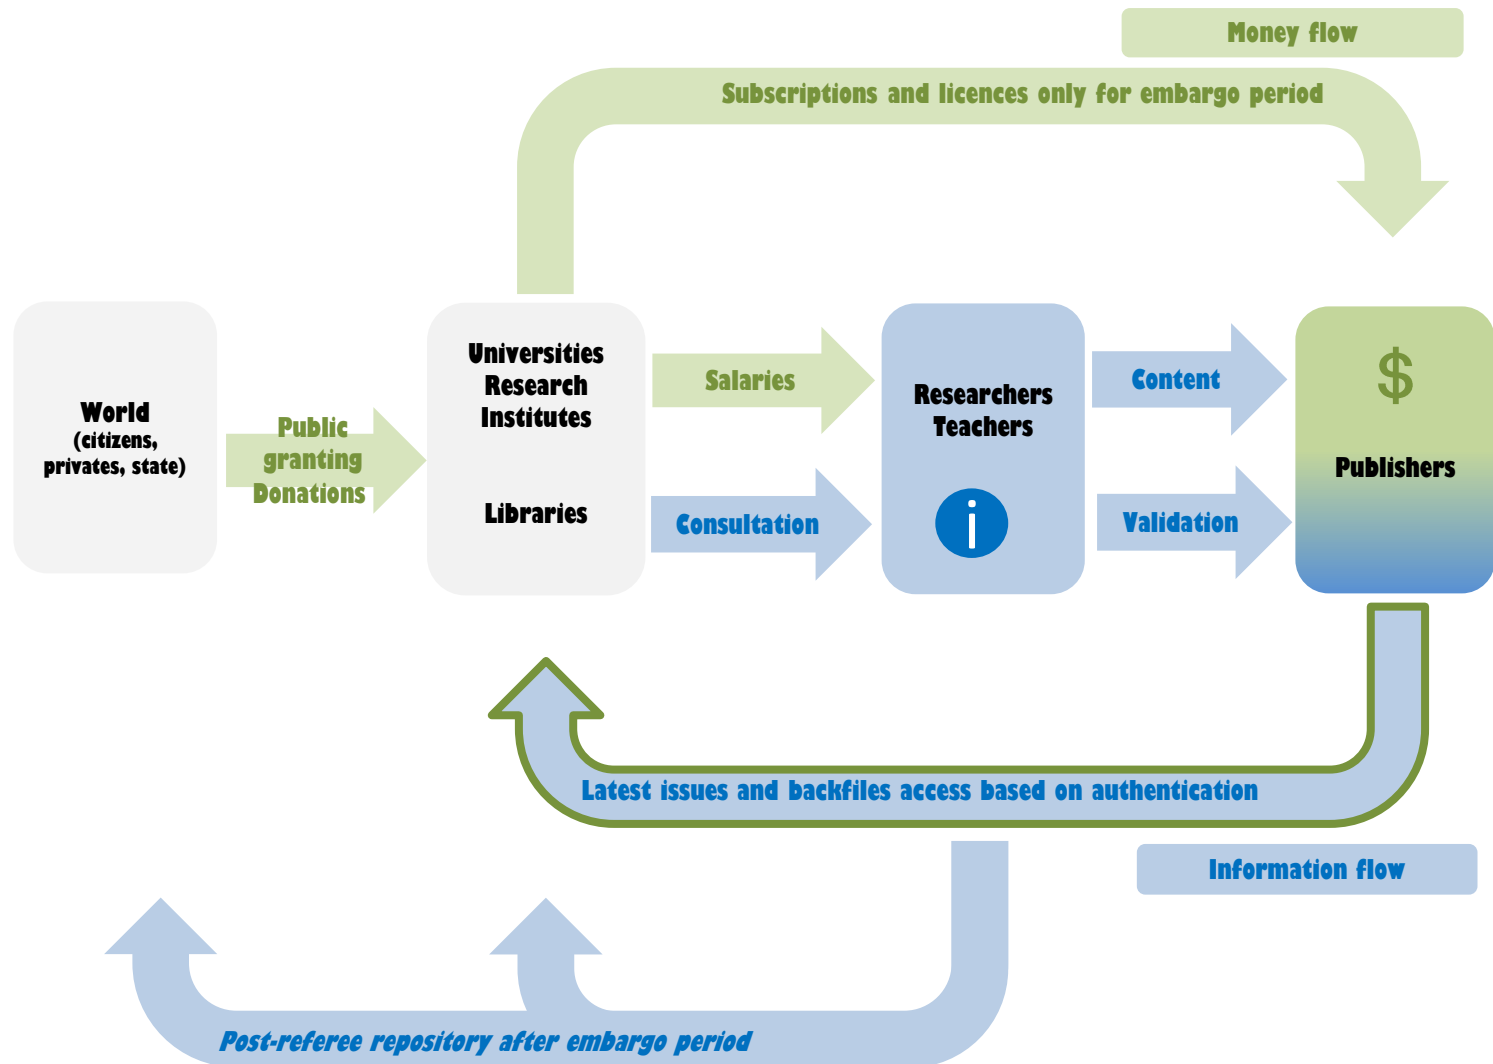 Money flow
Subscriptions and licences only for embargo period
World
(citizens,
privates, state)
Public
granting
Donations
Universities
Research
Institutes
Libraries
Salaries
Consultation
Researchers
Teachers
i
Content
Validation
$
Publishers
Latest issues and backfiles access based on authentication
Information flow
Post-referee repository after embargo period